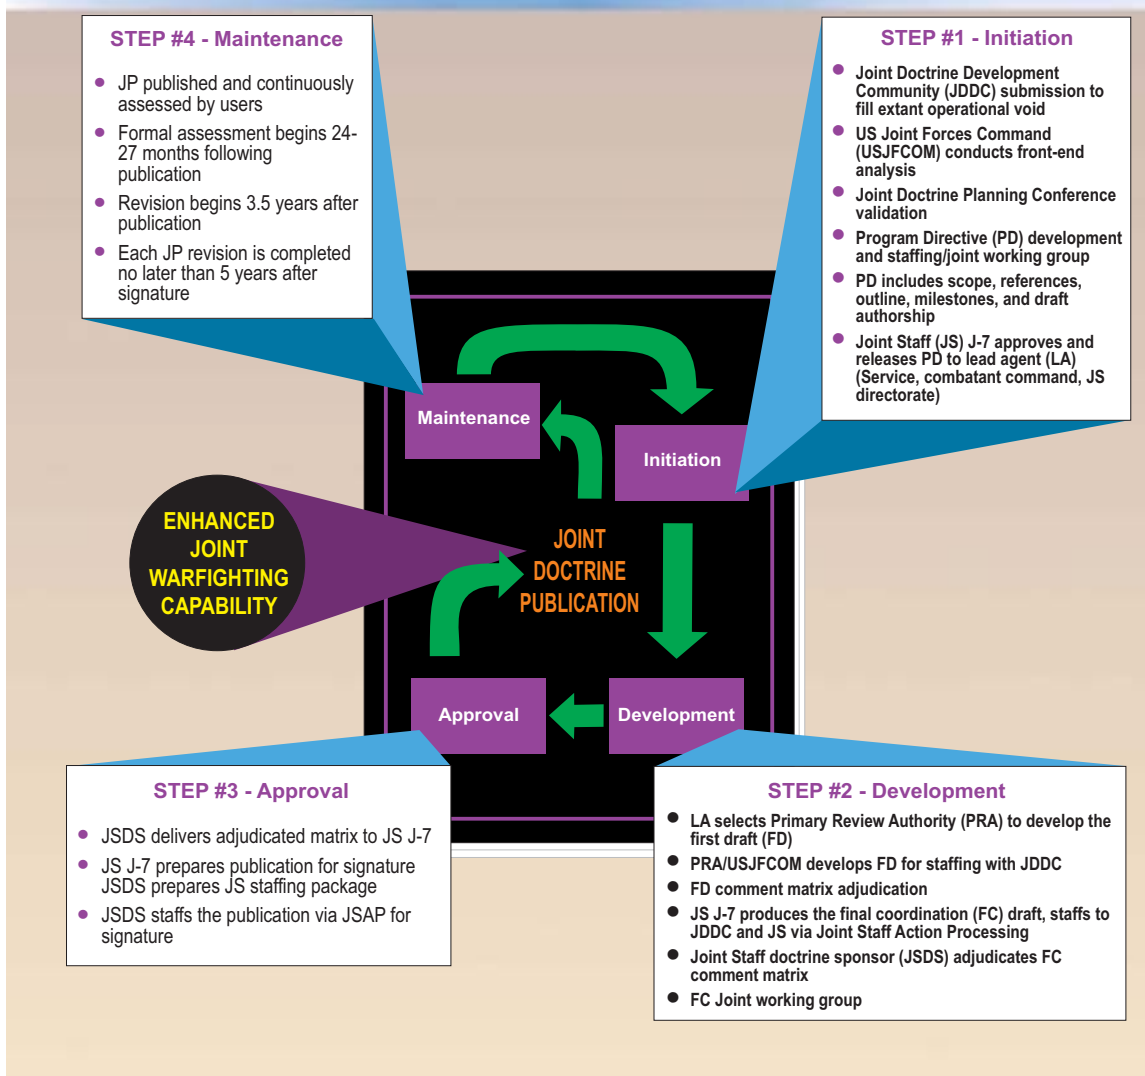 STEP #4 - Maintenance
• JP published and continuously
assessed by users
• Formal assessment begins 24-
27 months following
publication
• Revision begins 3.5 years after
publication
• Each JP revision is completed
no later than 5 years after
signature
STEP #1 - Initiation
• Joint Doctrine Development
Community (JDDC) submission to
fill extant operational void
• US Joint Forces Command
(USJFCOM) conducts front-end
analysis
• Joint Doctrine Planning Conference
validation
• Program Directive (PD) development
and staffing/joint working group
• PD includes scope, references,
outline, milestones, and draft
authorship
• Joint Staff (JS) J-7 approves and
releases PD to lead agent (LA)
(Service, combatant command, JS
directorate)
Maintenance
Initiation
ENHANCED
JOINT
WARFIGHTING
CAPABILITY
JOINT
DOCTRINE
PUBLICATION
Approval
Development
STEP #3 - Approval
• JSDS delivers adjudicated matrix to JS J-7
• JS J-7 prepares publication for signature
JSDS prepares JS staffing package
• JSDS staffs the publication via JSAP for
signature
STEP #2 - Development
• LA selects Primary Review Authority (PRA) to develop the
first draft (FD)
• PRA/USJFCOM develops FD for staffing with JDDC
• FD comment matrix adjudication
• JS J-7 produces the final coordination (FC) draft, staffs to
JDDC and JS via Joint Staff Action Processing
• Joint Staff doctrine sponsor (JSDS) adjudicates FC
comment matrix
• FC Joint working group